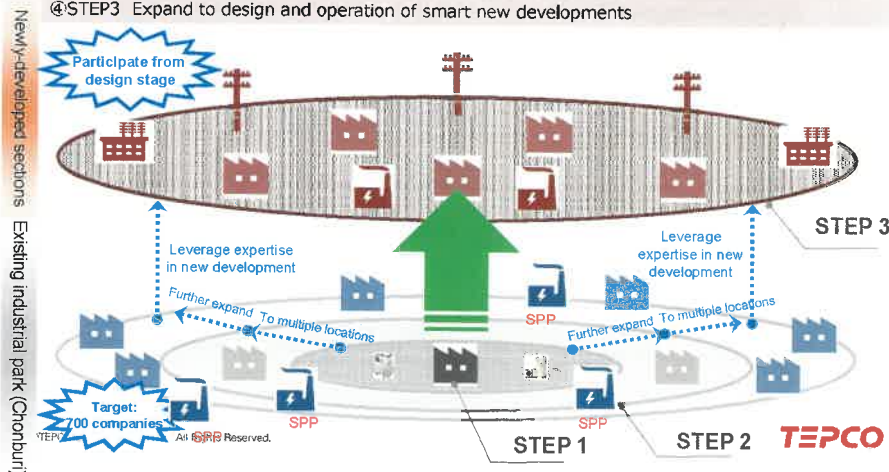 ④STEP3 Expand to design and operation of smart new developments
Newly-developed sections
Existing industrial park (Chonburi)
Participate from
design stage
STEP 3
Leverage expertise
in new development
Leverage
expertise in new
development
Further expand To multiple locations
Further expand To multiple locations
SPP
Target:
700 companies
SPP
SPP
SPP
All Rights Reserved.
STEP 1
STEP 2
TEPCO